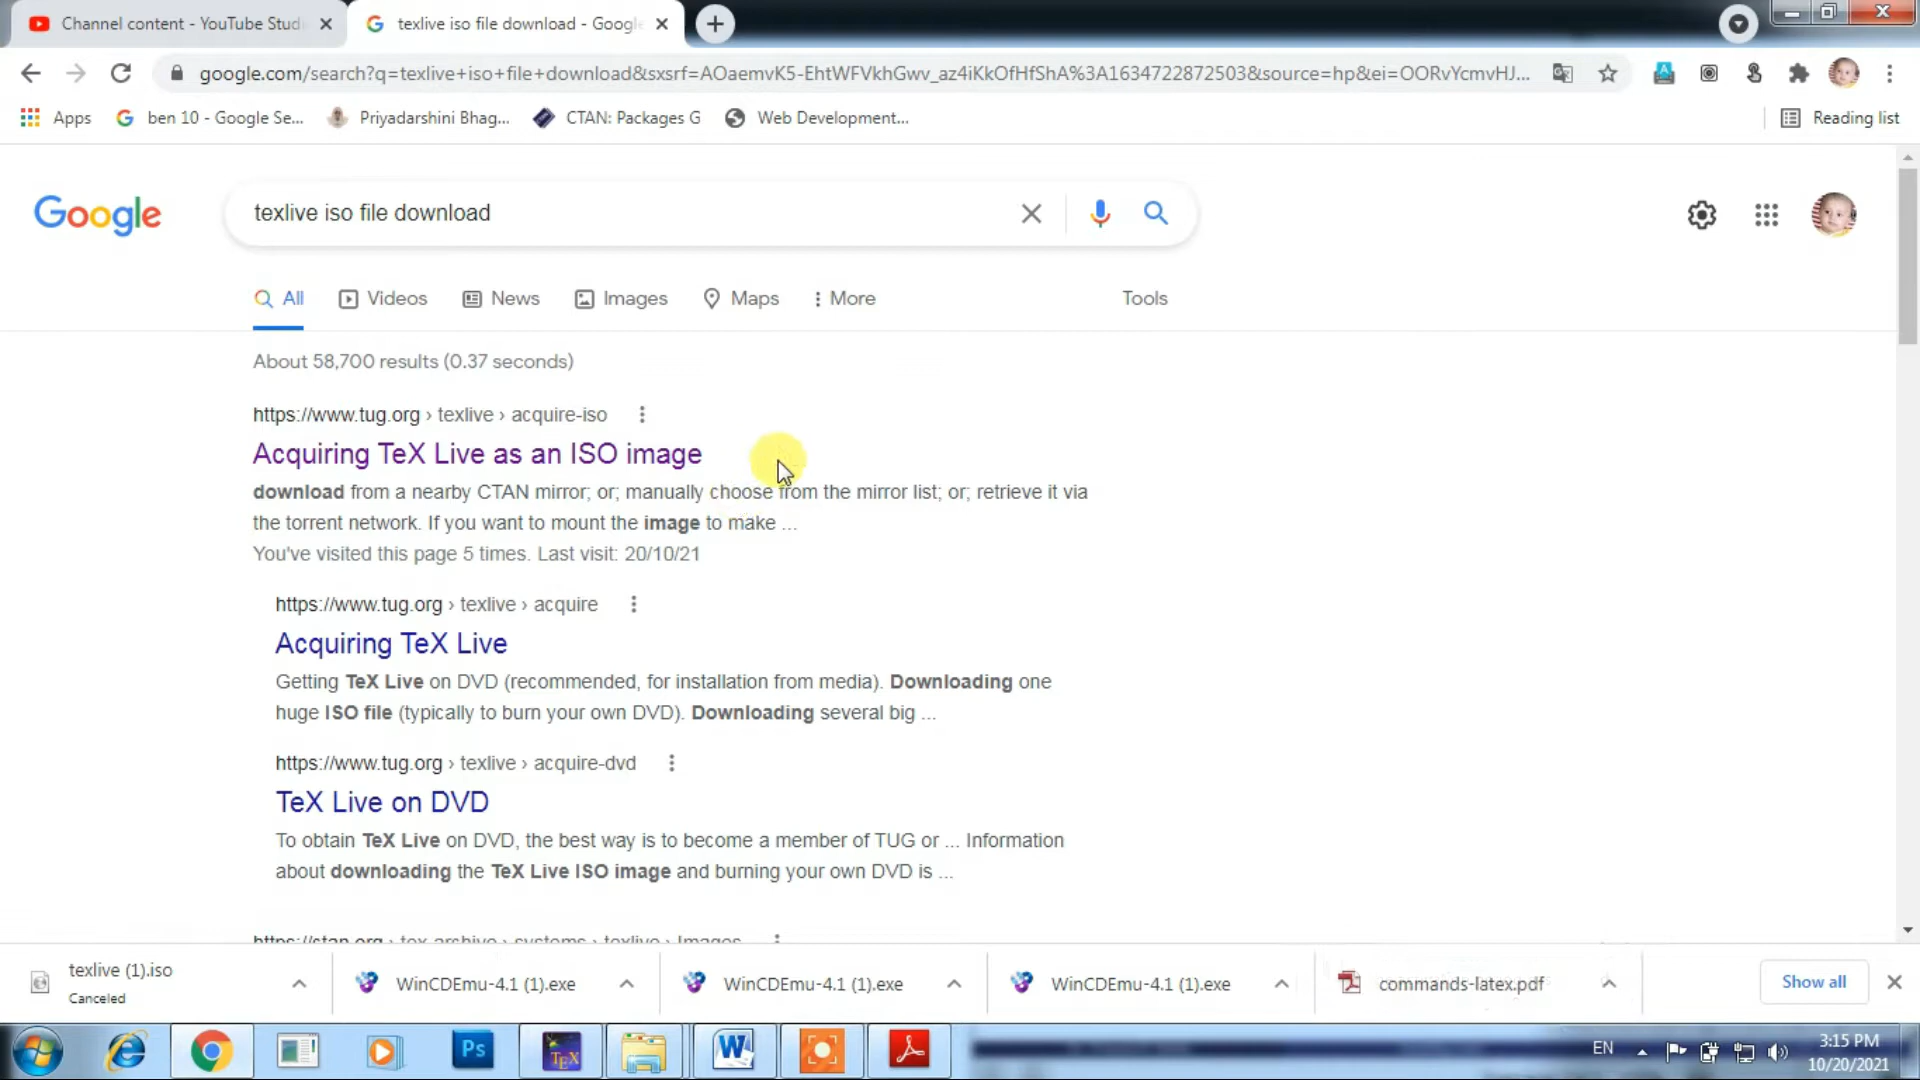 Channel content - YouTube Studi
texlive iso file download - Googl
google.com/search?q=texlive+iso+file+download&sxsrf=AOaemvK5-EhtWFVkhGwv_az4iKkOfHfShA%3A1634722872503&source=hp&ei=OORvYcmvHJ...
Apps
ben 10 - Google Se...
Priyadarshini Bhag...
CTAN: Packages G
Web Development...
Reading list
Google
texlive iso file download
All
Videos
News
Images
Maps
More
Tools
About 58,700 results (0.37 seconds)
https://www.tug.org › texlive › acquire-iso
Acquiring TeX Live as an ISO image
download from a nearby CTAN mirror; or; manually choose from the mirror list; or; retrieve it via
the torrent network. If you want to mount the image to make ...
You've visited this page 5 times. Last visit: 20/10/21
https://www.tug.org › texlive › acquire
Acquiring TeX Live
Getting TeX Live on DVD (recommended, for installation from media). Downloading one
huge ISO file (typically to burn your own DVD). Downloading several big ...
https://www.tug.org › texlive › acquire-dvd
TeX Live on DVD
To obtain TeX Live on DVD, the best way is to become a member of TUG or ... Information
about downloading the TeX Live ISO image and burning your own DVD is ...
https://ctan.org › tex-archive › systems › texlive › Images
texlive (1).iso
Canceled
WinCDEmu-4.1 (1).exe
WinCDEmu-4.1 (1).exe
WinCDEmu-4.1 (1).exe
commands-latex.pdf
Show all
Ps
TEX
W
EN
3:15 PM
10/20/2021